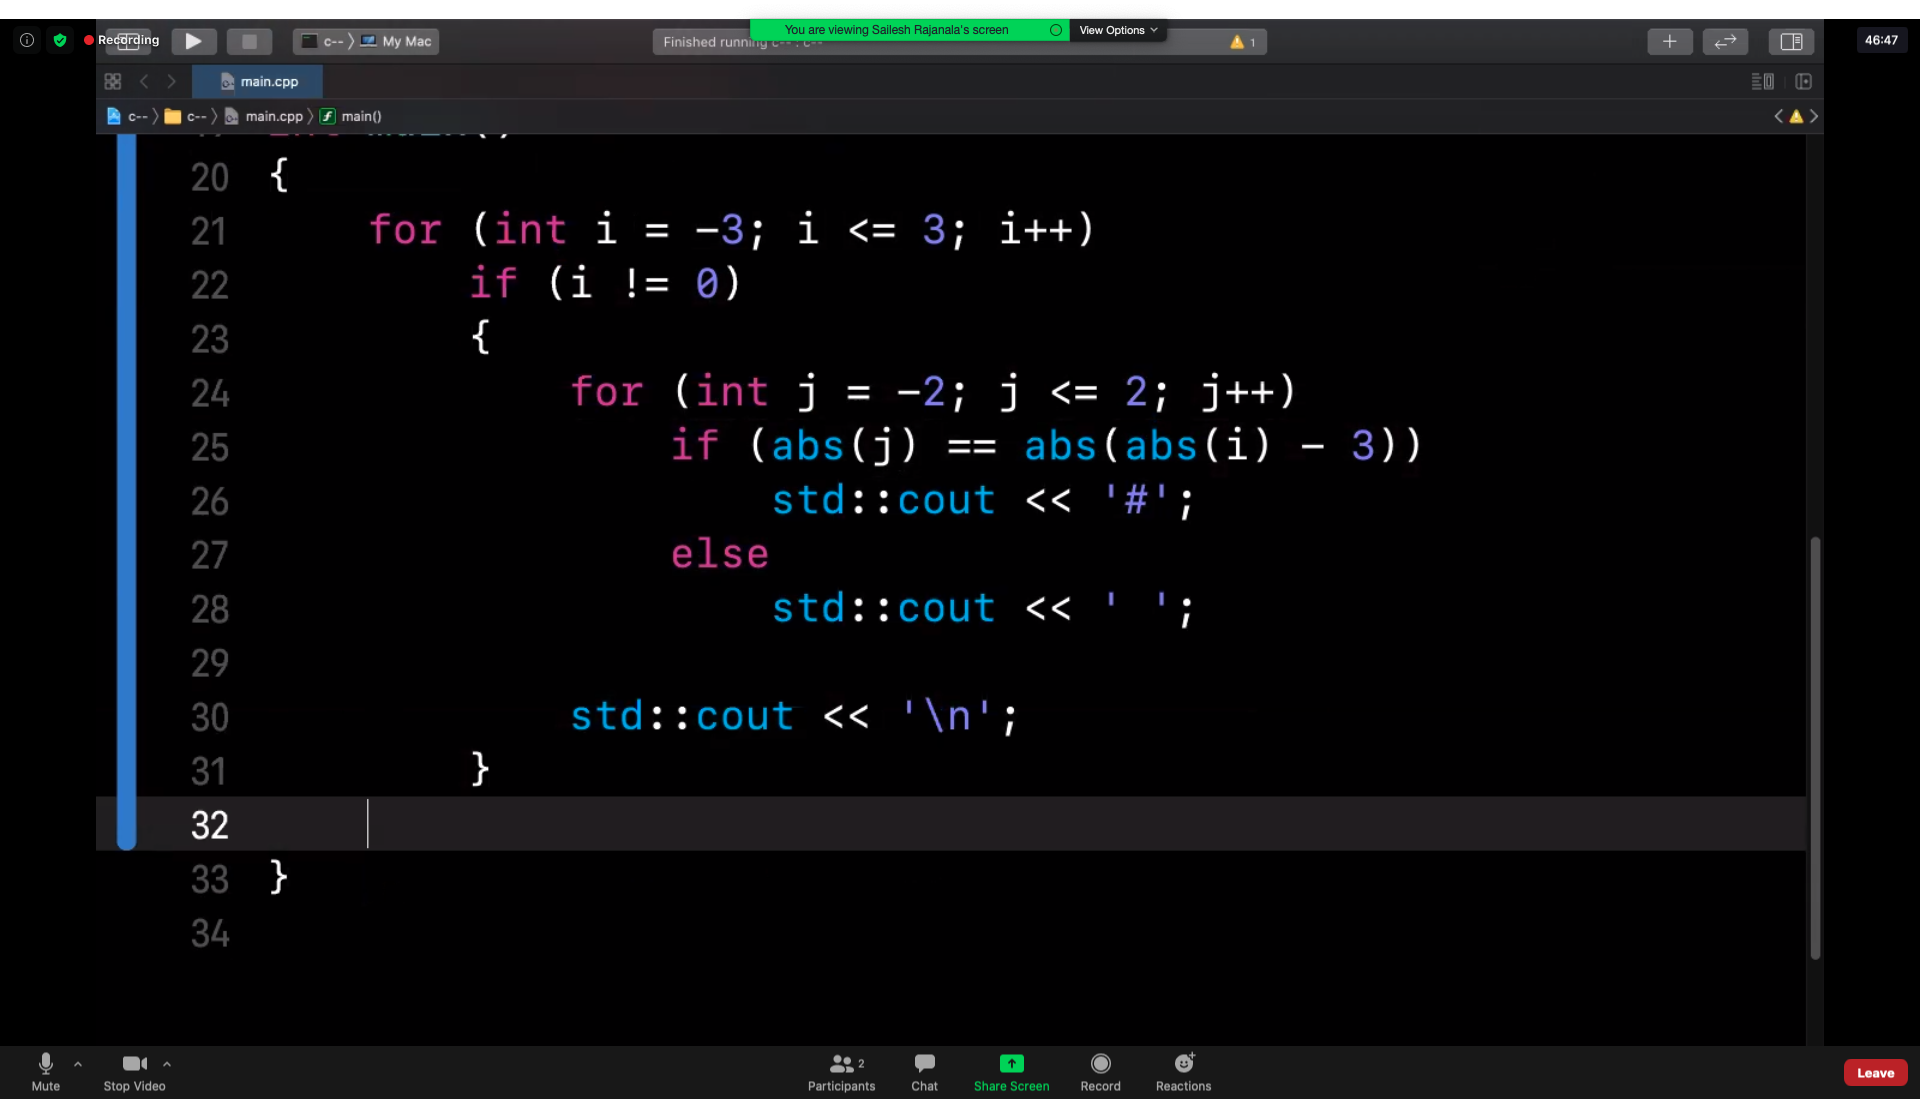 Recording
c-- 〉 My Mac
Finished running c-- : c--
You are viewing Sailesh Rajanala's screen
View Options
1
46:47
main.cpp
c-- 〉 c-- 〉 main.cpp 〉 main()
20 {
21 for (int i = -3; i <= 3; i++)
22 if (i != 0)
23 {
24 for (int j = -2; j <= 2; j++)
25 if (abs(j) == abs(abs(i) - 3))
26 std::cout << '#';
27 else
28 std::cout << ' ';
29
30 std::cout << '\n';
31 }
32
33 }
34
Mute
Stop Video
Participants 2
Chat
Share Screen
Record
Reactions
Leave